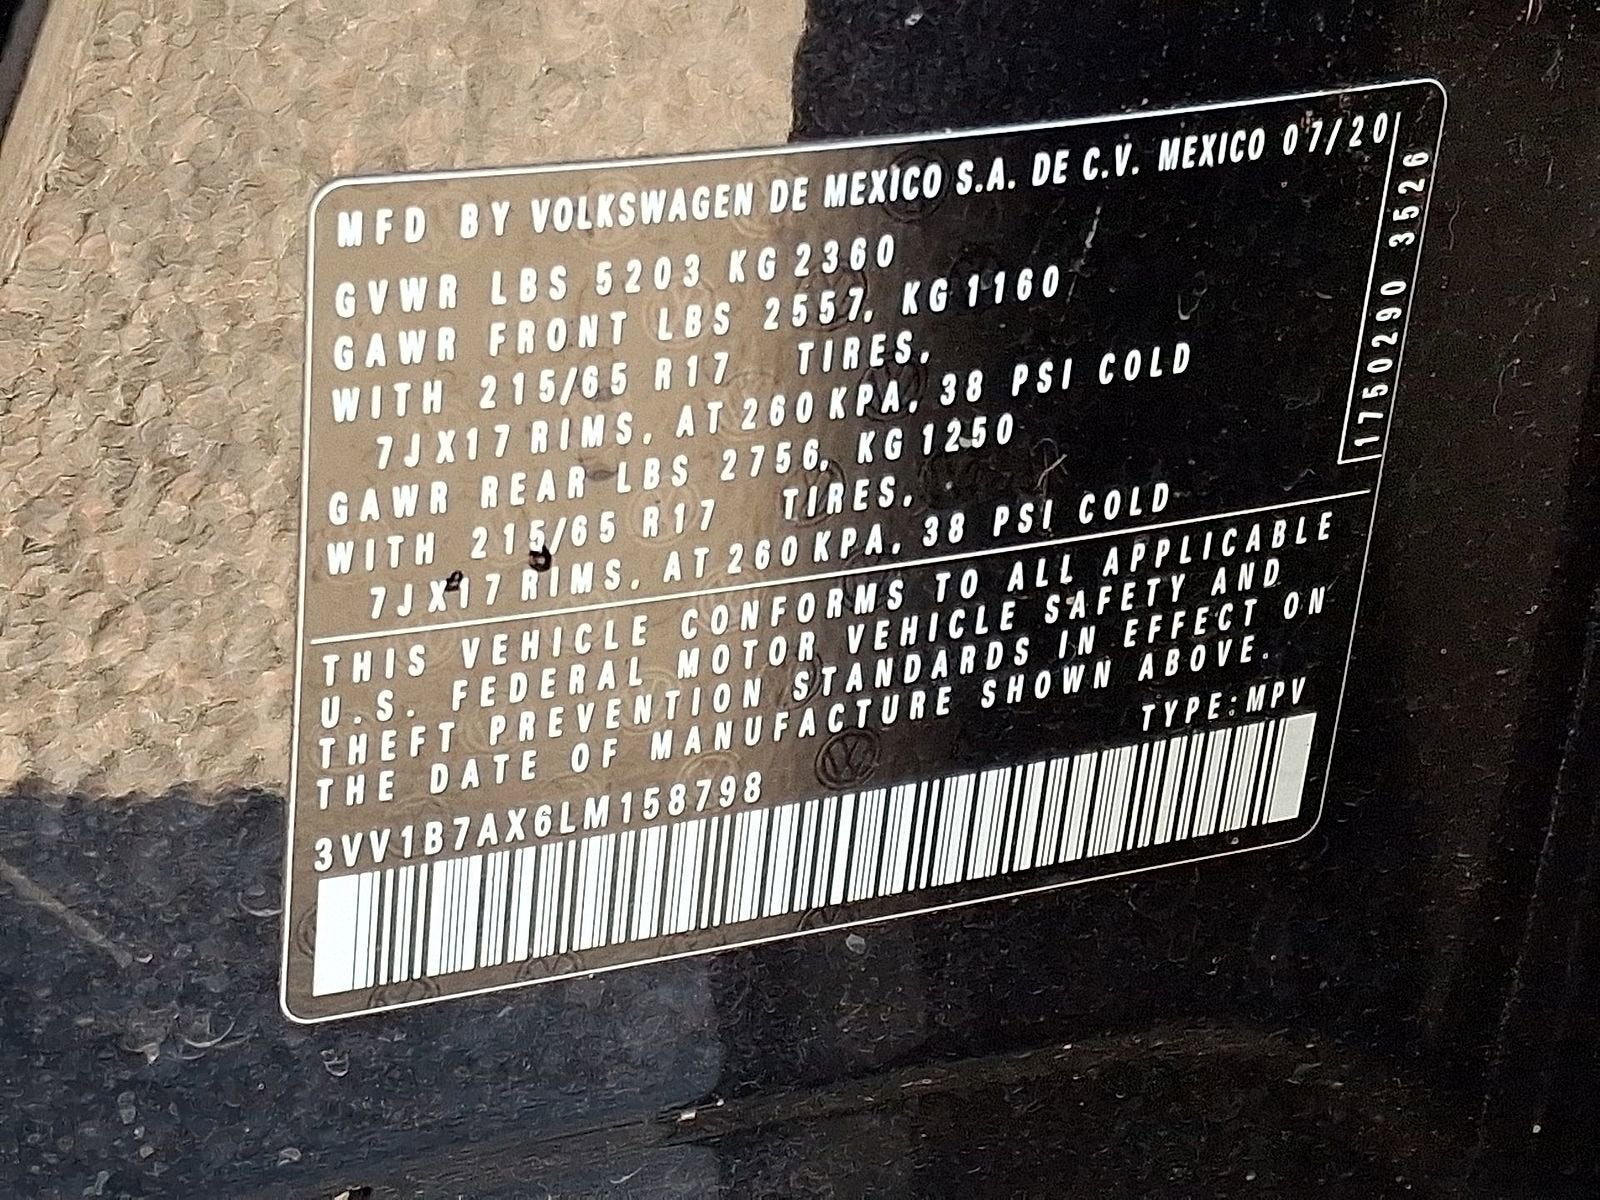 MFD BY VOLKSWAGEN DE MEXICO S.A. DE C.V. MEXICO 07/20
GVWR LBS 5203 KG 2360
GAWR FRONT LBS 2557, KG 1160
WITH 215/65 R17 TIRES,
7JX17 RIMS, AT 260 KPA, 38 PSI COLD
GAWR REAR LBS 2756, KG 1250
WITH 215/65 R17 TIRES,
7JX17 RIMS, AT 260 KPA, 38 PSI COLD
THIS VEHICLE CONFORMS TO ALL APPLICABLE
U.S. FEDERAL MOTOR VEHICLE SAFETY AND
THEFT PREVENTION STANDARDS IN EFFECT ON
THE DATE OF MANUFACTURE SHOWN ABOVE.
TYPE:MPV
3VV1B7AX6LM158798
1750290 3526